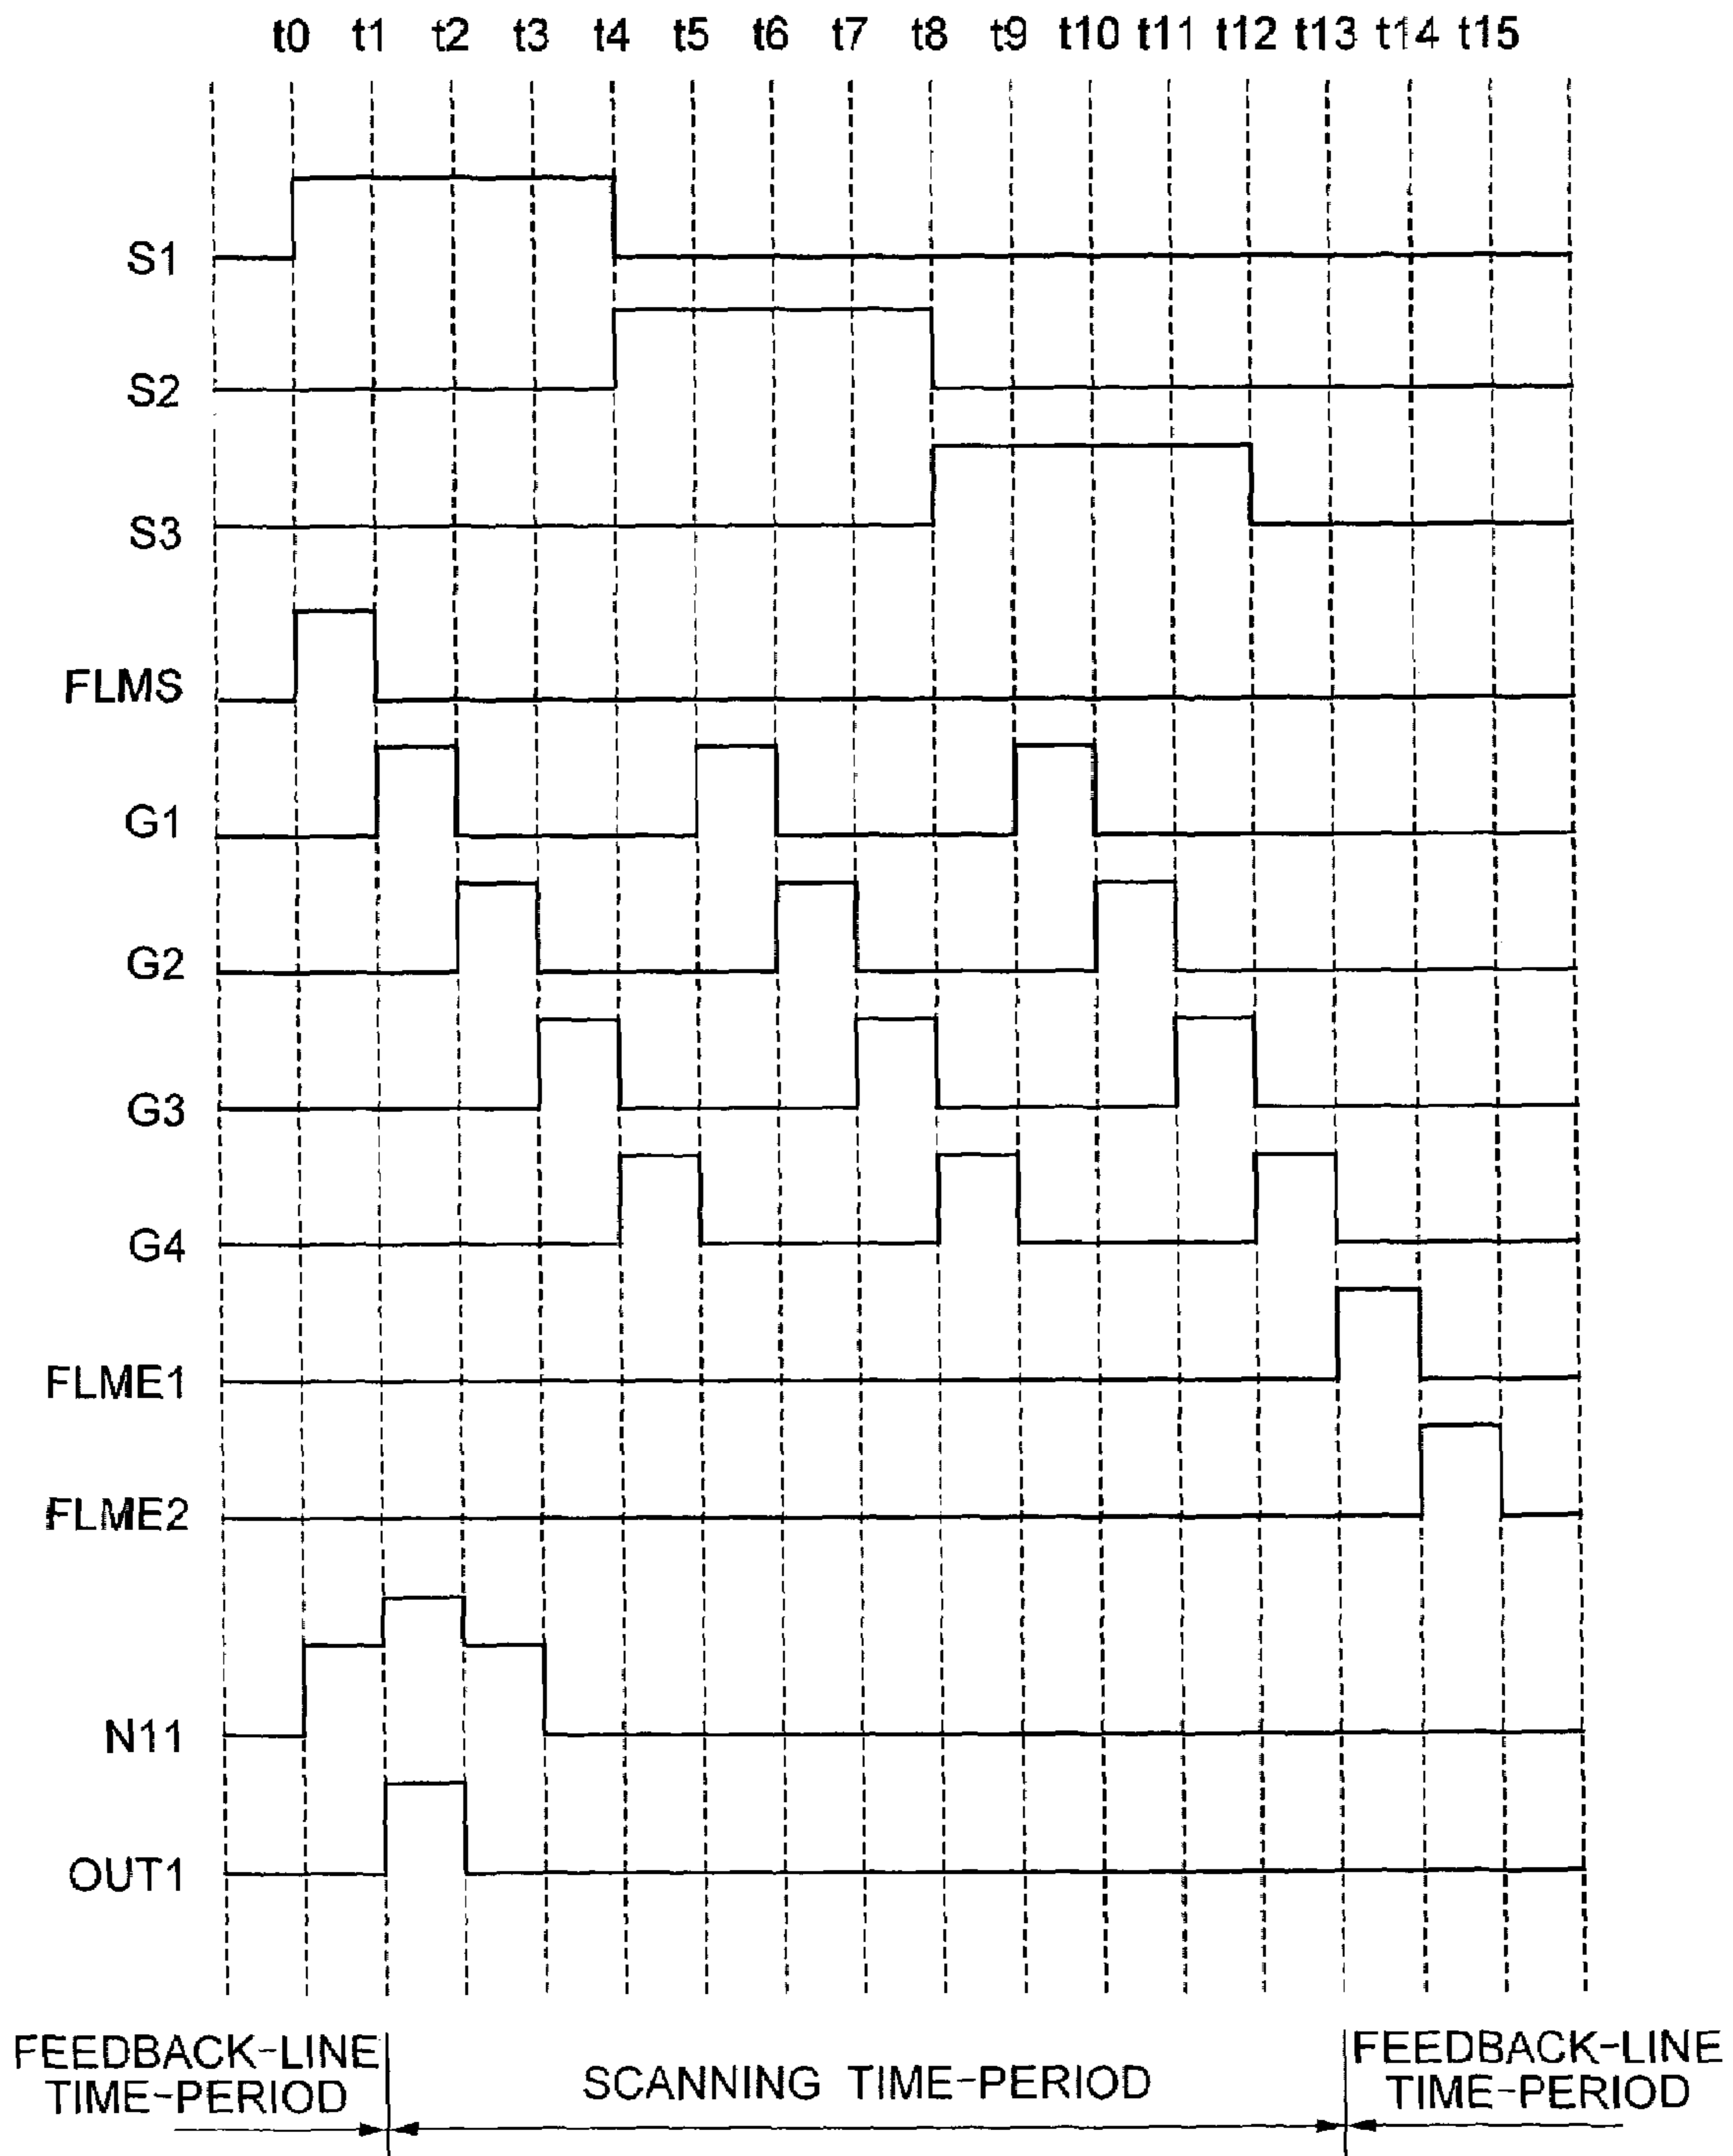 t0 t1 t2 t3 t4 t5 t6 t7 t8 t9 t10 t11 t12 t13 t14 t15
S1
S2
S3
FLMS
G1
G2
G3
G4
FLME1
FLME2
N11
OUT1
FEEDBACK-LINE
TIME-PERIOD
SCANNING TIME-PERIOD
FEEDBACK-LINE
TIME-PERIOD